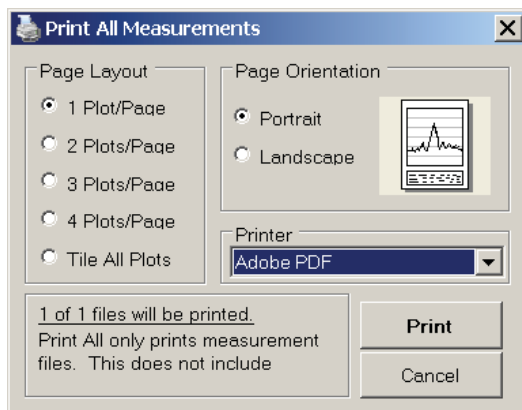 Print All Measurements
Page Layout
1 Plot/Page
2 Plots/Page
3 Plots/Page
4 Plots/Page
Tile All Plots
Page Orientation
Portrait
Landscape
Printer
Adobe PDF
1 of 1 files will be printed.
Print All only prints measurement
files. This does not include
Print
Cancel